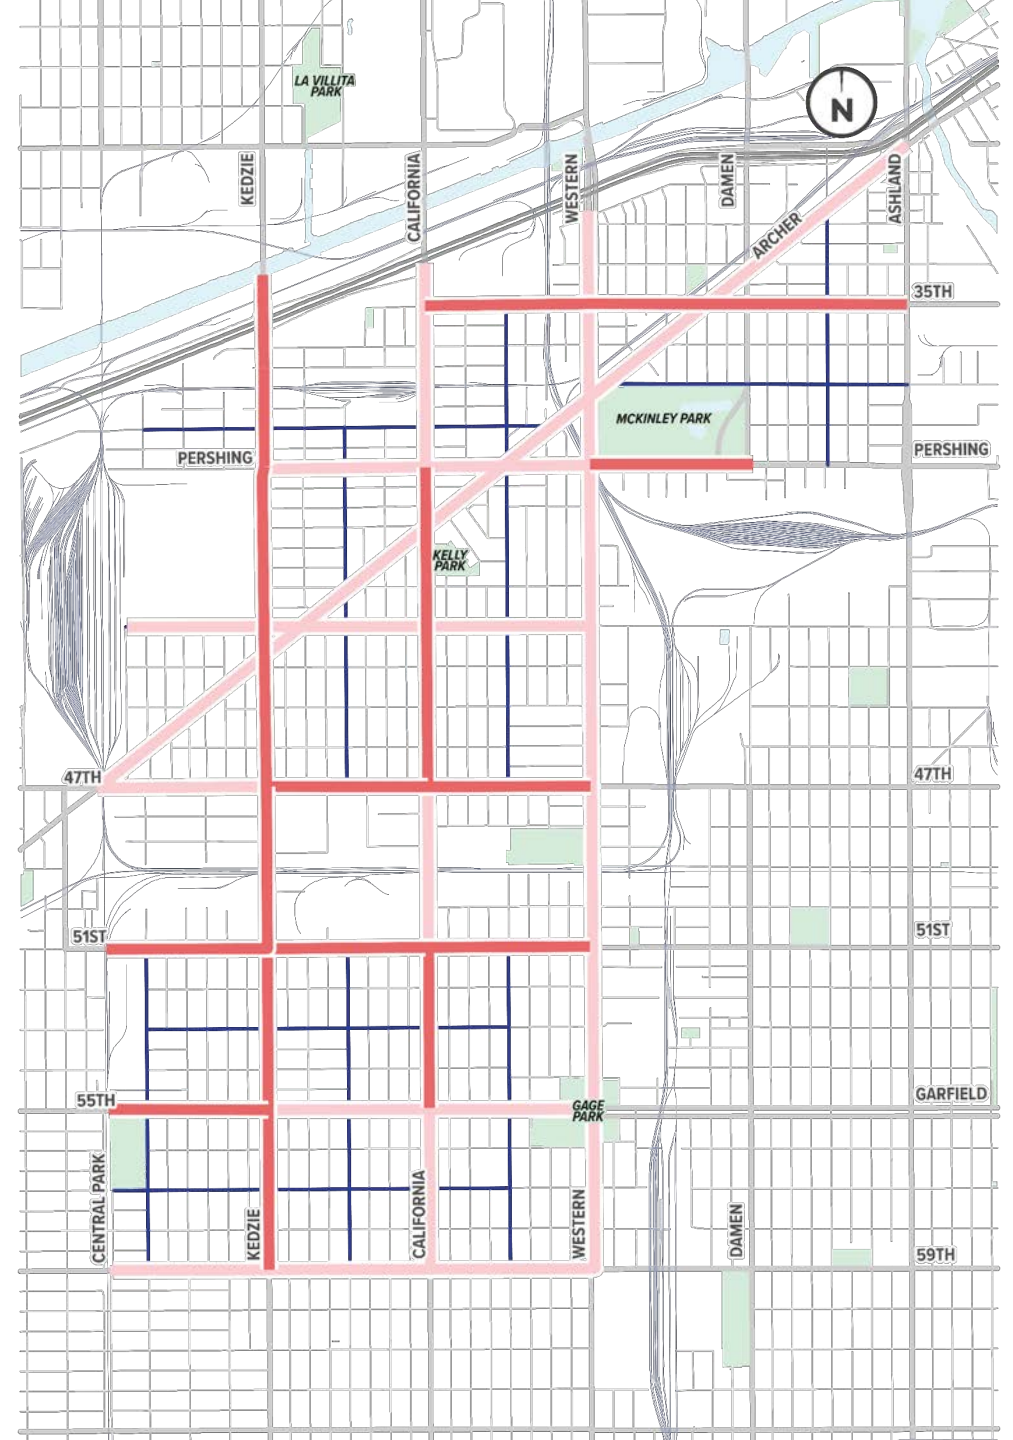 LA VILLITA
PARK
N
KEDZIE
CALIFORNIA
WESTERN
DAMEN
ASHLAND
ARCHER
35TH
MCKINLEY PARK
PERSHING
PERSHING
KELLY
PARK
47TH
47TH
51ST
51ST
55TH
GARFIELD
GAGE
PARK
CENTRAL PARK
KEDZIE
CALIFORNIA
WESTERN
DAMEN
59TH